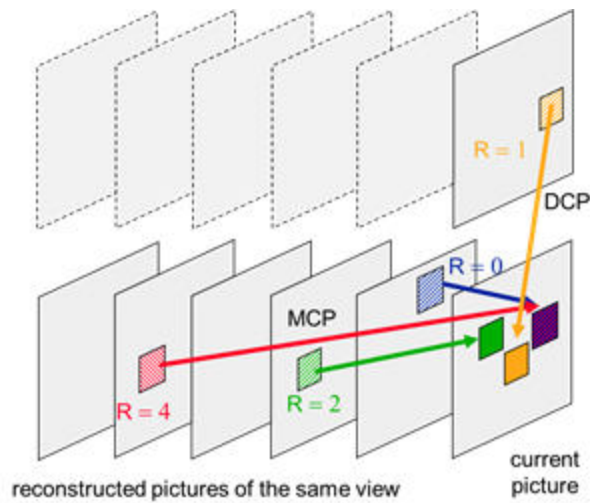 R = 1
DCP
R = 0
MCP
R = 4
R = 2
current
picture
reconstructed pictures of the same view